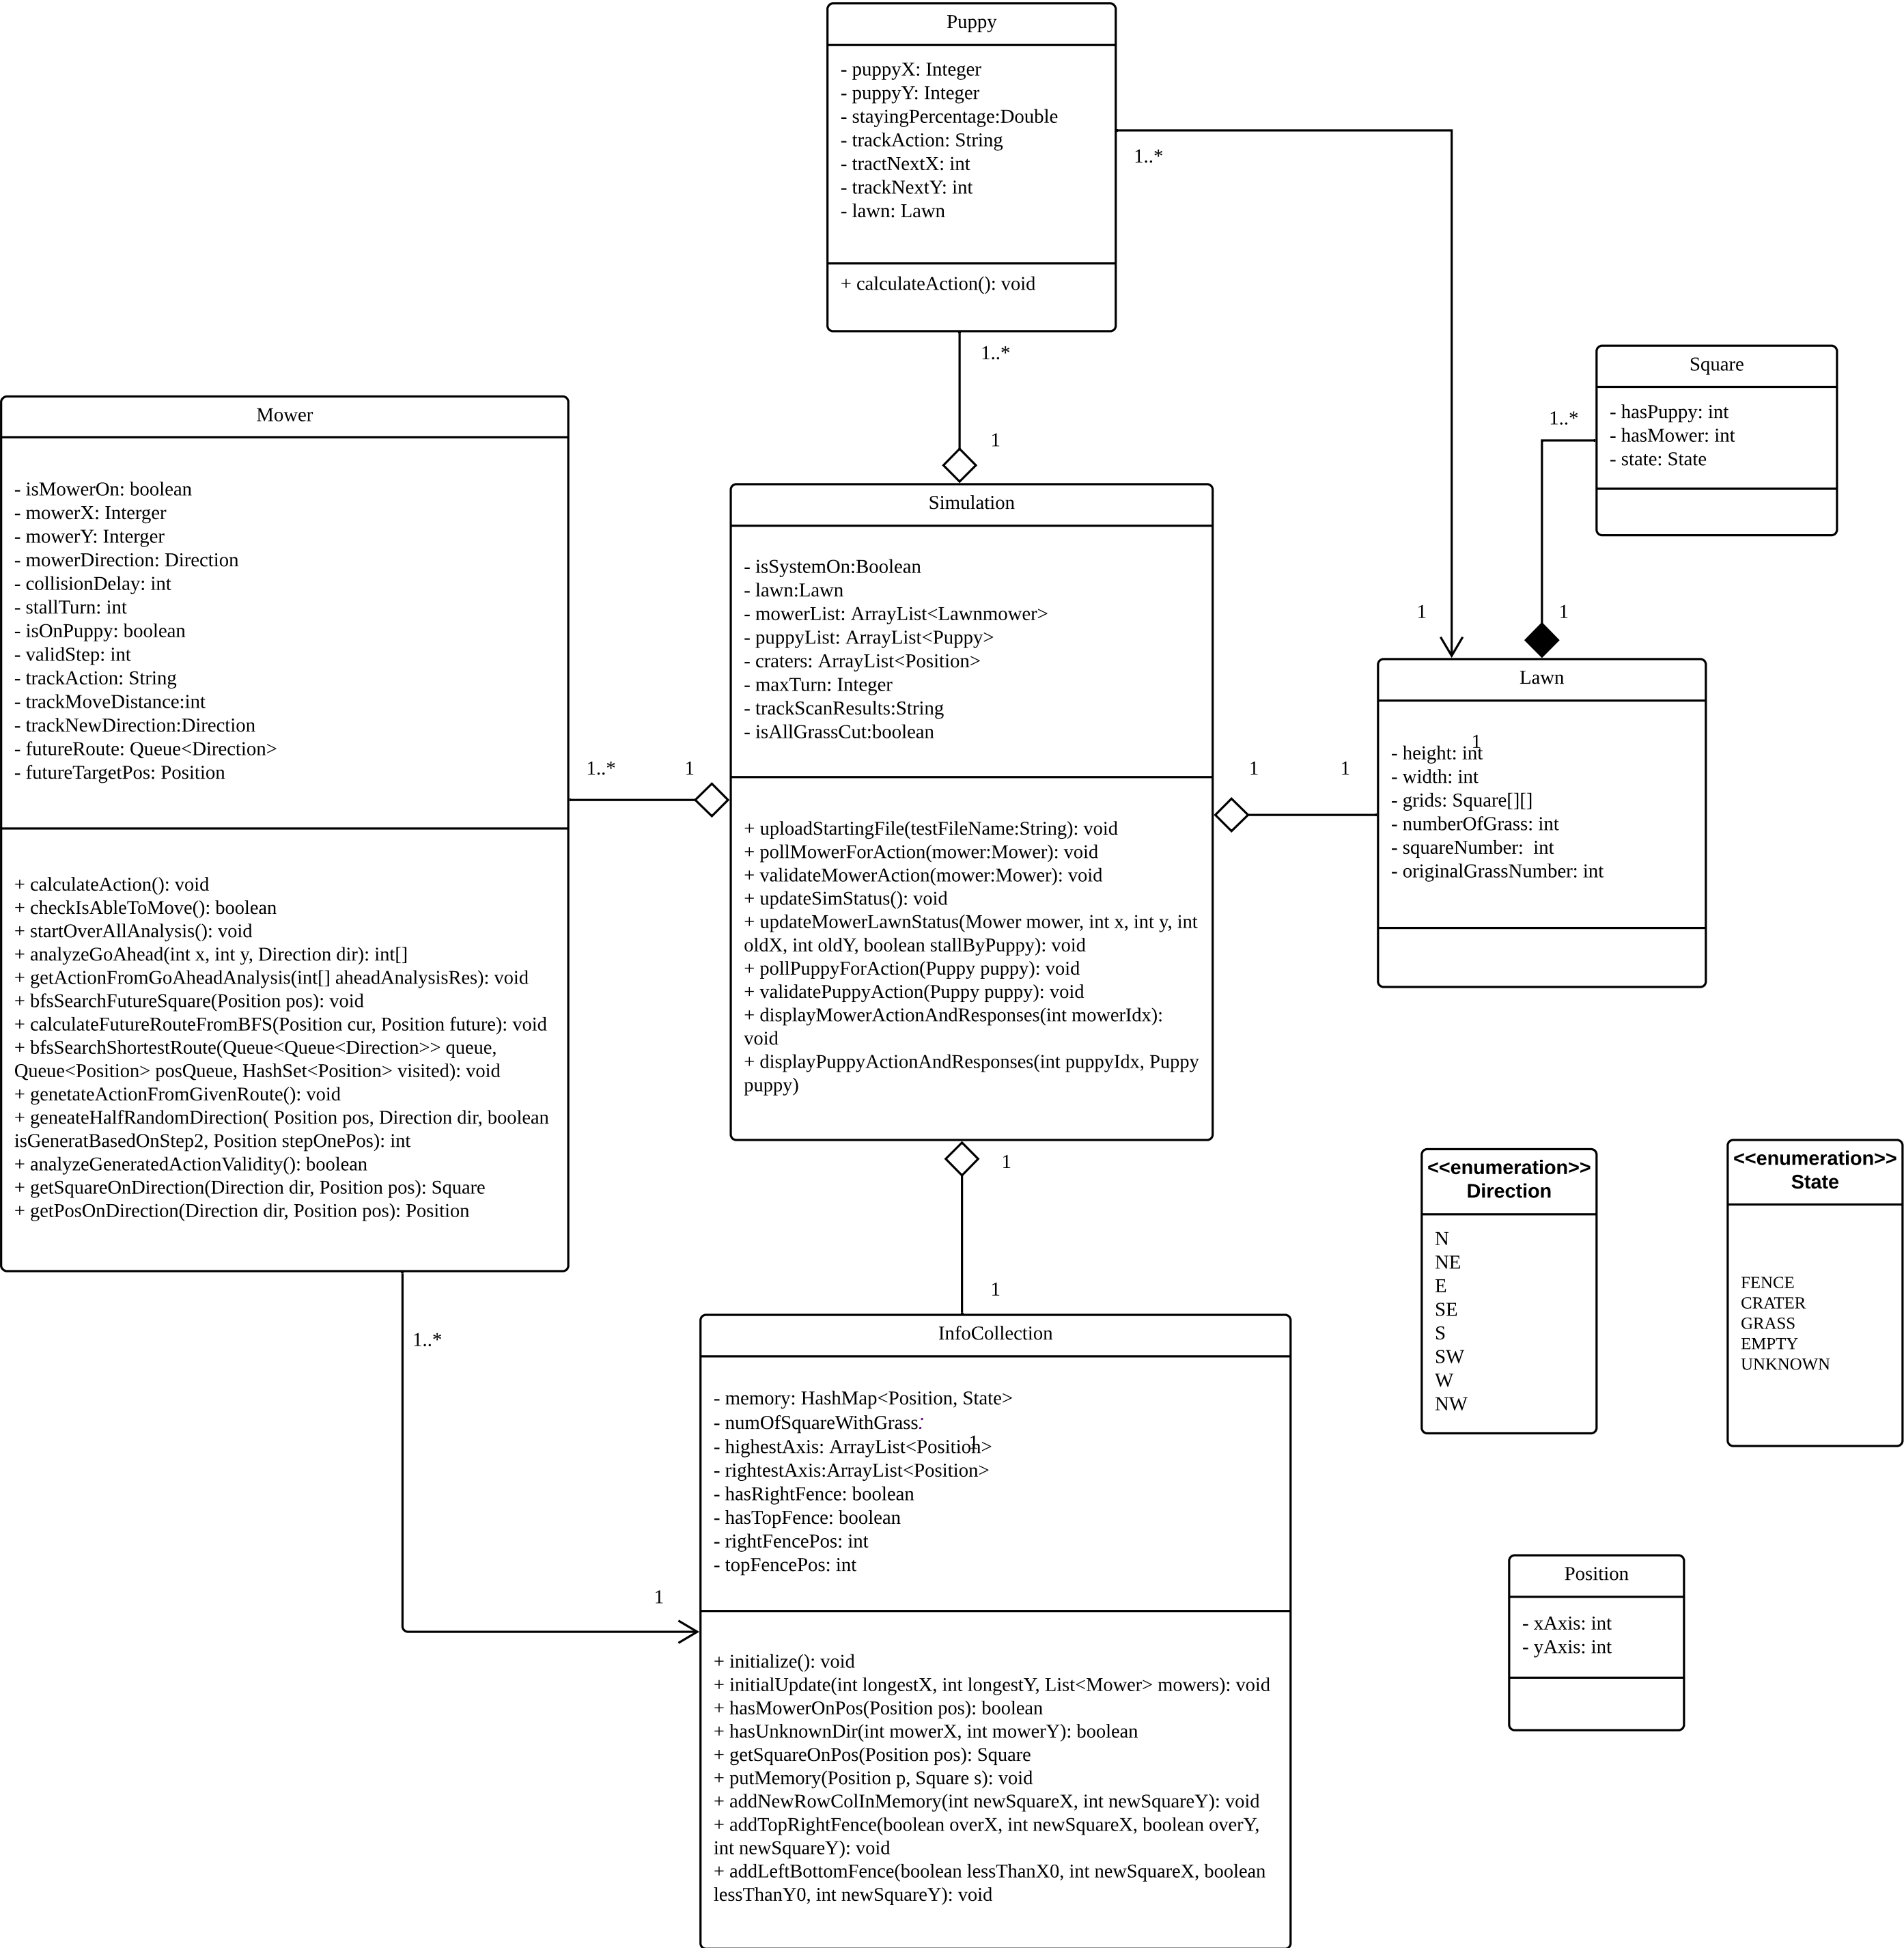 Puppy
- puppyX: Integer
- puppyY: Integer
- stayingPercentage:Double
- trackAction: String
- tractNextX: int
- trackNextY: int
- lawn: Lawn
+ calculateAction(): void
1..*
1..*
1
Square
- hasPuppy: int
- hasMower: int
- state: State
1..*
1
1
Mower
- isMowerOn: boolean
- mowerX: Interger
- mowerY: Interger
- mowerDirection: Direction
- collisionDelay: int
- stallTurn: int
- isOnPuppy: boolean
- validStep: int
- trackAction: String
- trackMoveDistance:int
- trackNewDirection:Direction
- futureRoute: Queue<Direction>
- futureTargetPos: Position
+ calculateAction(): void
+ checkIsAbleToMove(): boolean
+ startOverAllAnalysis(): void
+ analyzeGoAhead(int x, int y, Direction dir): int[]
+ getActionFromGoAheadAnalysis(int[] aheadAnalysisRes): void
+ bfsSearchFutureSquare(Position pos): void
+ calculateFutureRouteFromBFS(Position cur, Position future): void
+ bfsSearchShortestRoute(Queue<Queue<Direction>> queue,
Queue<Position> posQueue, HashSet<Position> visited): void
+ genetateActionFromGivenRoute(): void
+ geneateHalfRandomDirection( Position pos, Direction dir, boolean
isGeneratBasedOnStep2, Position stepOnePos): int
+ analyzeGeneratedActionValidity(): boolean
+ getSquareOnDirection(Direction dir, Position pos): Square
+ getPosOnDirection(Direction dir, Position pos): Position
1..*
1
Simulation
- isSystemOn:Boolean
- lawn:Lawn
- mowerList: ArrayList<Lawnmower>
- puppyList: ArrayList<Puppy>
- craters: ArrayList<Position>
- maxTurn: Integer
- trackScanResults:String
- isAllGrassCut:boolean
+ uploadStartingFile(testFileName:String): void
+ pollMowerForAction(mower:Mower): void
+ validateMowerAction(mower:Mower): void
+ updateSimStatus(): void
+ updateMowerLawnStatus(Mower mower, int x, int y, int
oldX, int oldY, boolean stallByPuppy): void
+ pollPuppyForAction(Puppy puppy): void
+ validatePuppyAction(Puppy puppy): void
+ displayMowerActionAndResponses(int mowerIdx):
void
+ displayPuppyActionAndResponses(int puppyIdx, Puppy
puppy)
1
1
Lawn
1
- height: int
- width: int
- grids: Square[][]
- numberOfGrass: int
- squareNumber:  int
- originalGrassNumber: int
1
1
1..*
1
InfoCollection
- memory: HashMap<Position, State>
- numOfSquareWithGrass:
1
- highestAxis: ArrayList<Position>
- rightestAxis:ArrayList<Position>
- hasRightFence: boolean
- hasTopFence: boolean
- rightFencePos: int
- topFencePos: int
+ initialize(): void
+ initialUpdate(int longestX, int longestY, List<Mower> mowers): void
+ hasMowerOnPos(Position pos): boolean
+ hasUnknownDir(int mowerX, int mowerY): boolean
+ getSquareOnPos(Position pos): Square
+ putMemory(Position p, Square s): void
+ addNewRowColInMemory(int newSquareX, int newSquareY): void
+ addTopRightFence(boolean overX, int newSquareX, boolean overY,
int newSquareY): void
+ addLeftBottomFence(boolean lessThanX0, int newSquareX, boolean
lessThanY0, int newSquareY): void
<<enumeration>>
Direction
N
NE
E
SE
S
SW
W
NW
<<enumeration>>
State
FENCE
CRATER
GRASS
EMPTY
UNKNOWN
Position
- xAxis: int
- yAxis: int